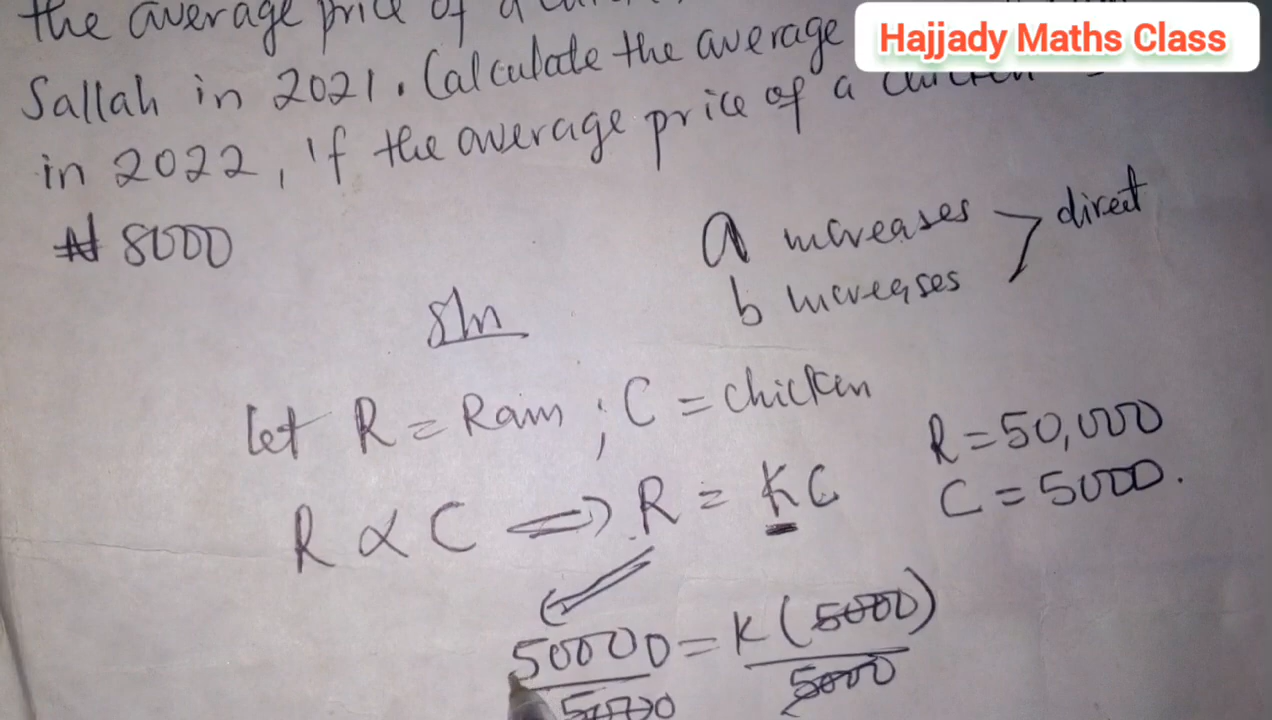 the average price of a
Hajjady Maths Class
Sallah in 2021. Calculate the average
in 2022, if the average price of a chicken
₦ 8000
a increases
b increases
direct
Sln
let R = Ram ; C = chicken
R = 50,000
C = 5000.
R ∝ C ⟺ R = KC
50000 = K (5000)
5000 5000